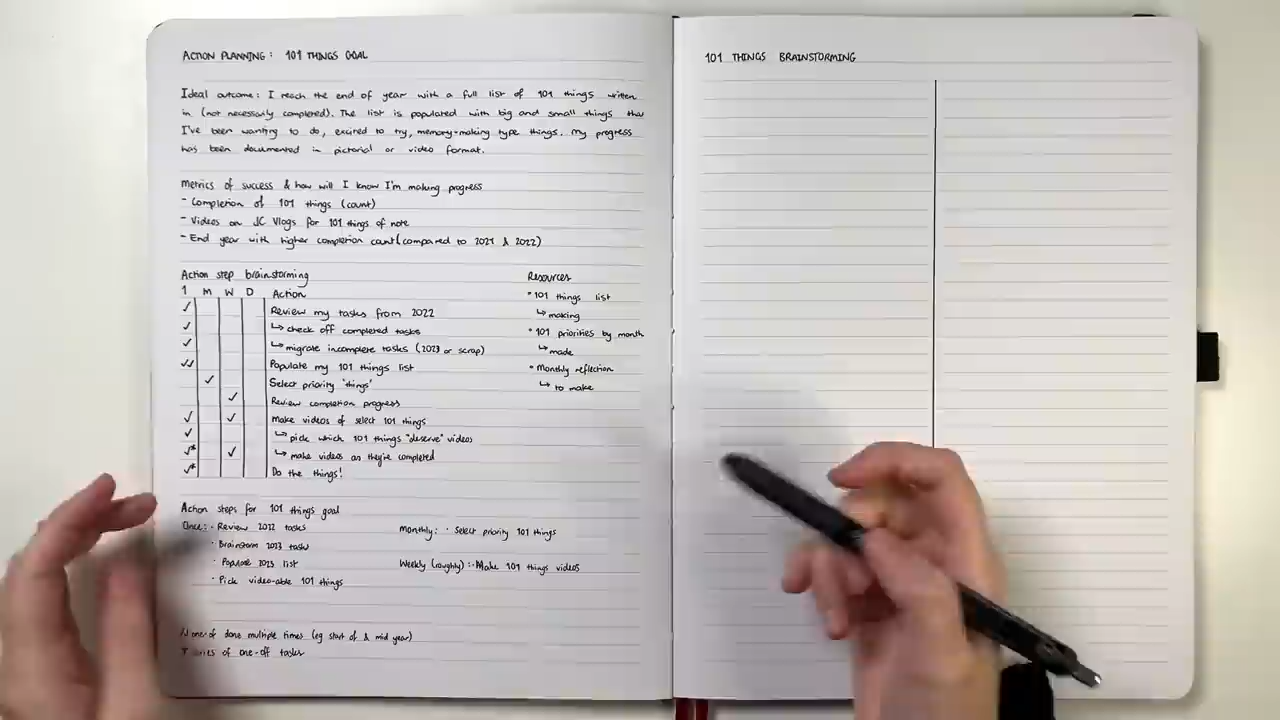 ACTION PLANNING: 101 THINGS GOAL
Ideal outcome: I reach the end of year with a full list of 101 things written
in (not necessarily completed). The list is populated with big and small things that
I've been wanting to do, excited to try, memory-making type things. My progress
has been documented in pictorial or video format.
Metrics of success & how will I know I'm making progress
- Completion of 101 things (count)
- Videos on JC Vlogs for 101 things of note
- End year with higher completion count (compared to 2021 & 2022)
Action step brainstorming
1 M W D Action
✓ Review my tasks from 2022
✓ ↳ check off completed tasks
✓ ↳ migrate incomplete tasks (2023 or scrap)
✓✓ Populate my 101 things list
✓ Select priority 'things'
✓ Review completion progress
✓ ✓ Make videos of select 101 things
✓ ↳ pick which 101 things "deserve" videos
✓* ✓ ↳ make videos as they're completed
✓* Do the things!
Resources
• 101 things list
↳ making
• 101 priorities by month
↳ made
• Monthly reflection
↳ to make
Action steps for 101 things goal
Once: · Review 2022 tasks
· Brainstorm 2023 tasks
· Populate 2023 list
· Pick video-able 101 things
Monthly: · Select priority 101 things
Weekly (roughly): · Make 101 things videos
done multiple times (eg start of & mid year)
of one-off tasks
101 THINGS BRAINSTORMING